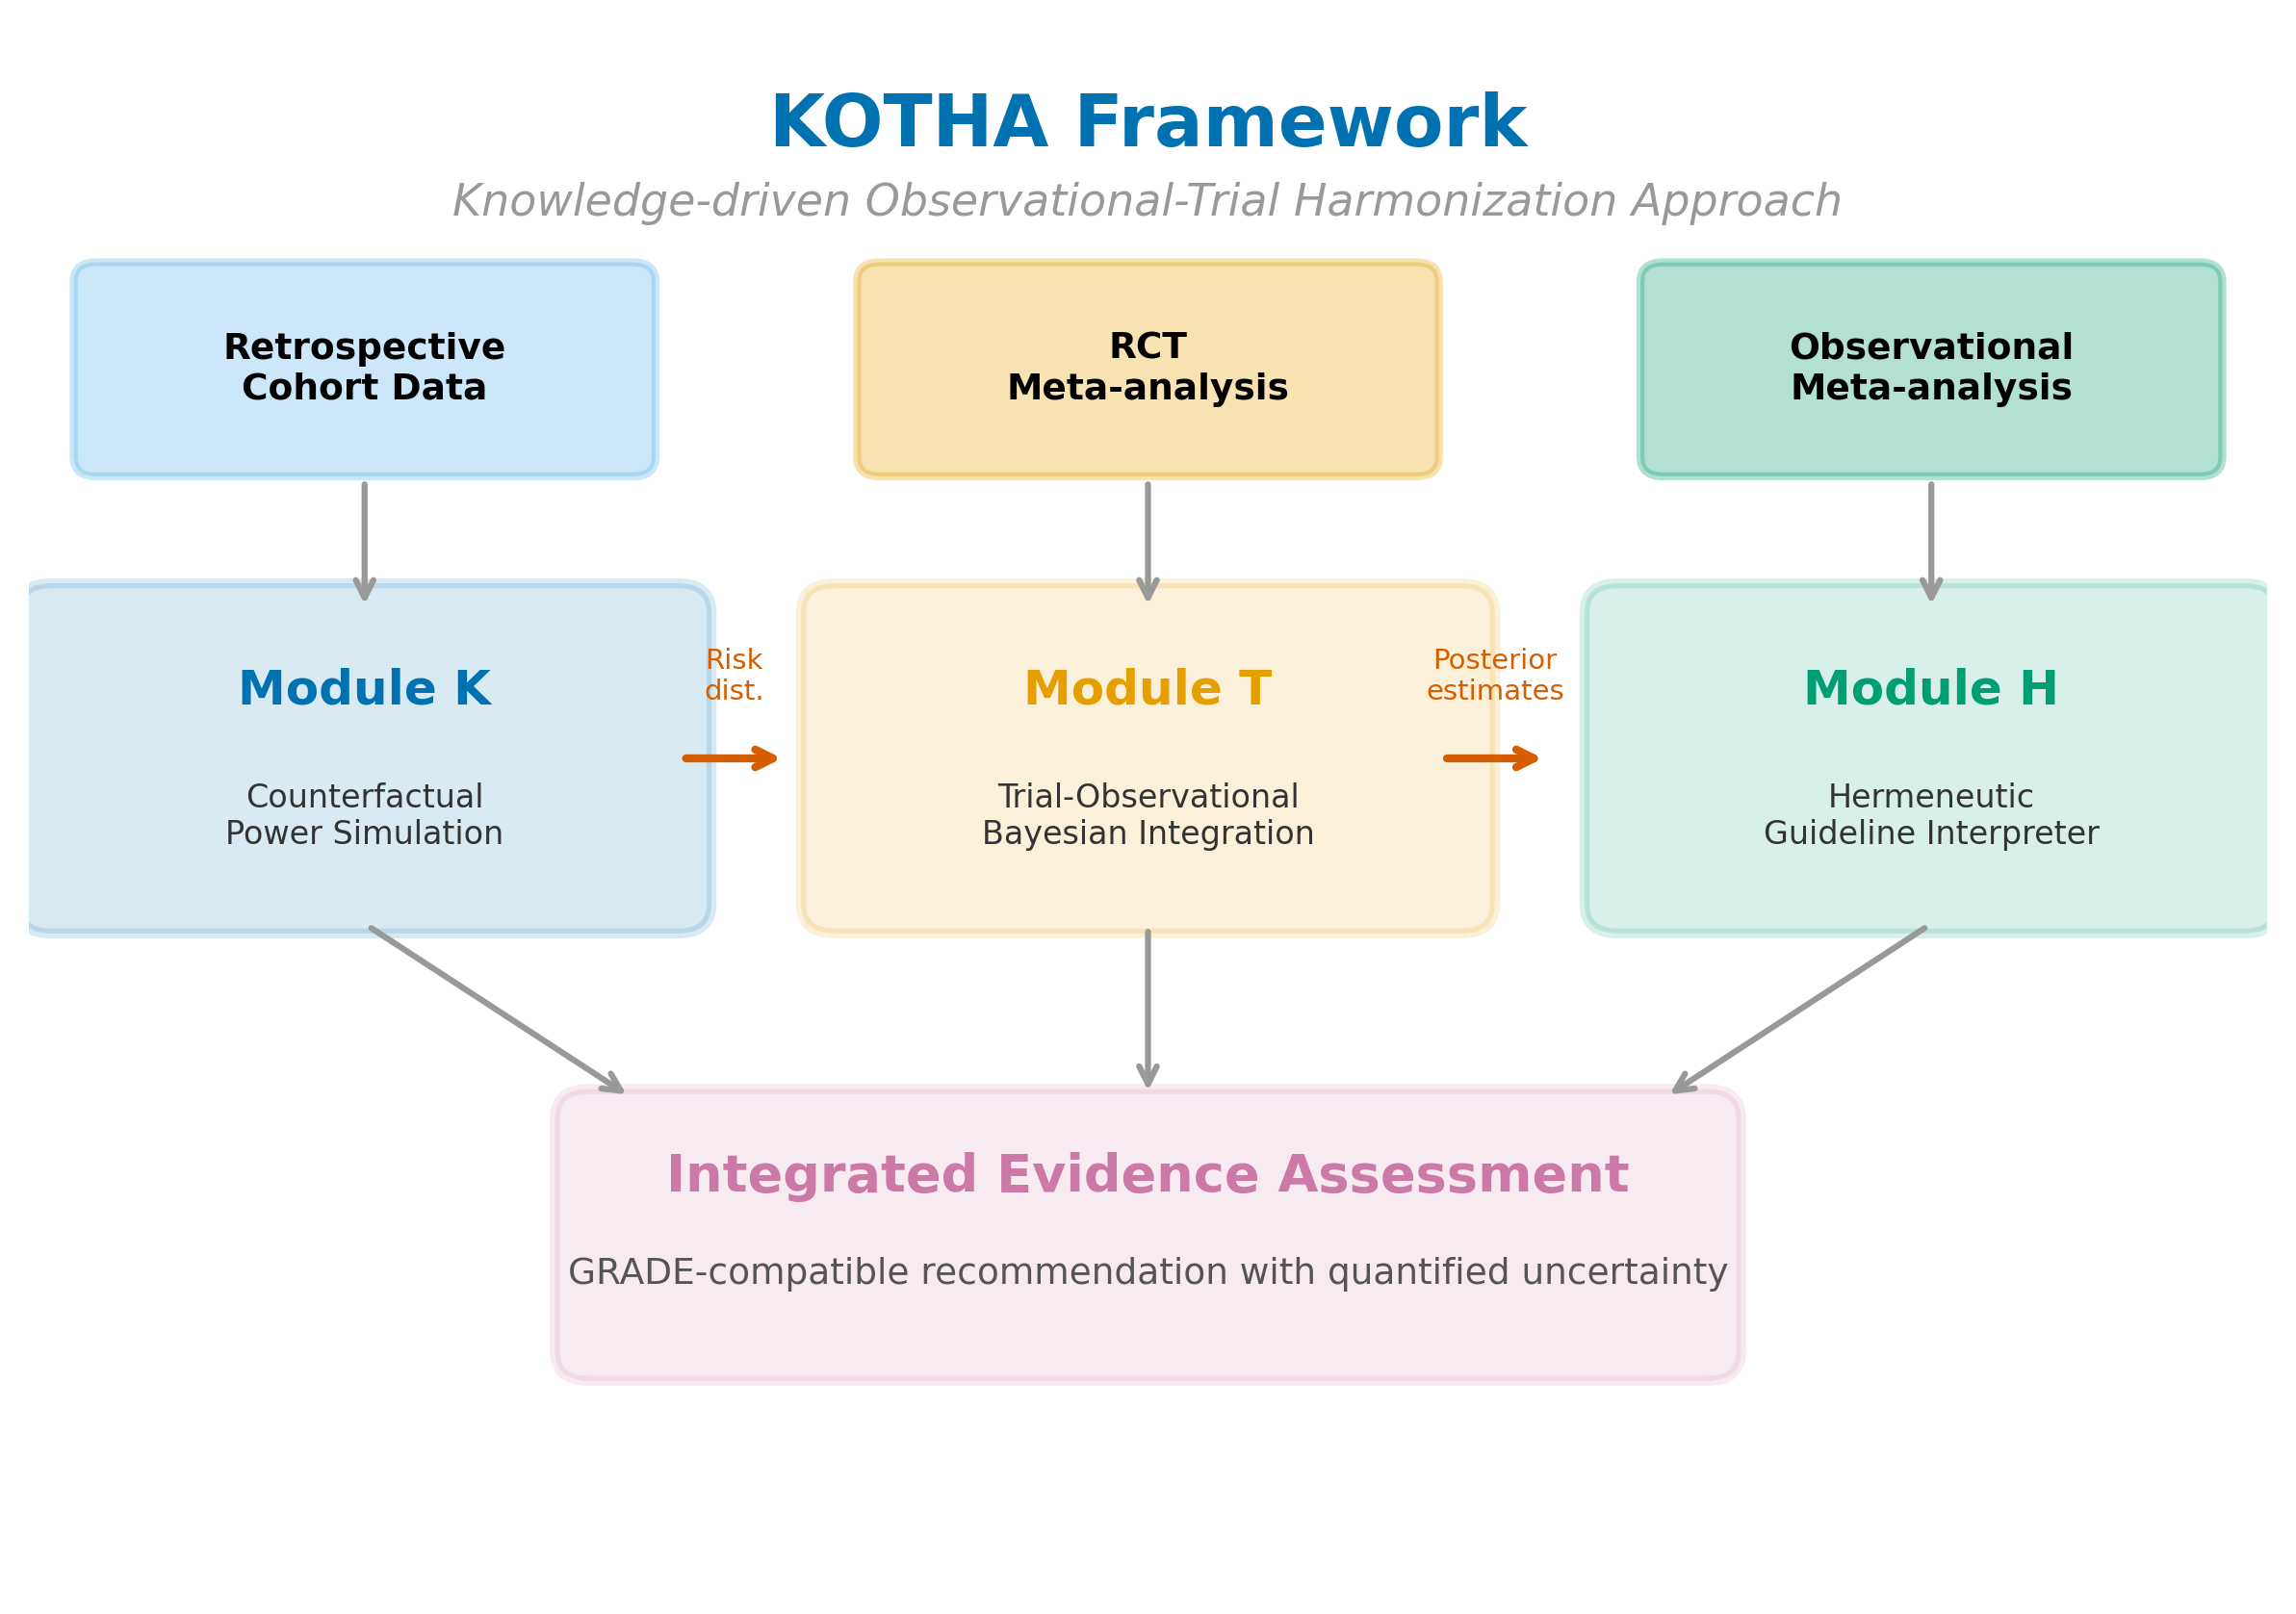 KOTHA Framework
Knowledge-driven Observational-Trial Harmonization Approach
Retrospective
Cohort Data
RCT
Meta-analysis
Observational
Meta-analysis
Module K
Counterfactual
Power Simulation
Risk
dist.
Module T
Trial-Observational
Bayesian Integration
Posterior
estimates
Module H
Hermeneutic
Guideline Interpreter
Integrated Evidence Assessment
GRADE-compatible recommendation with quantified uncertainty